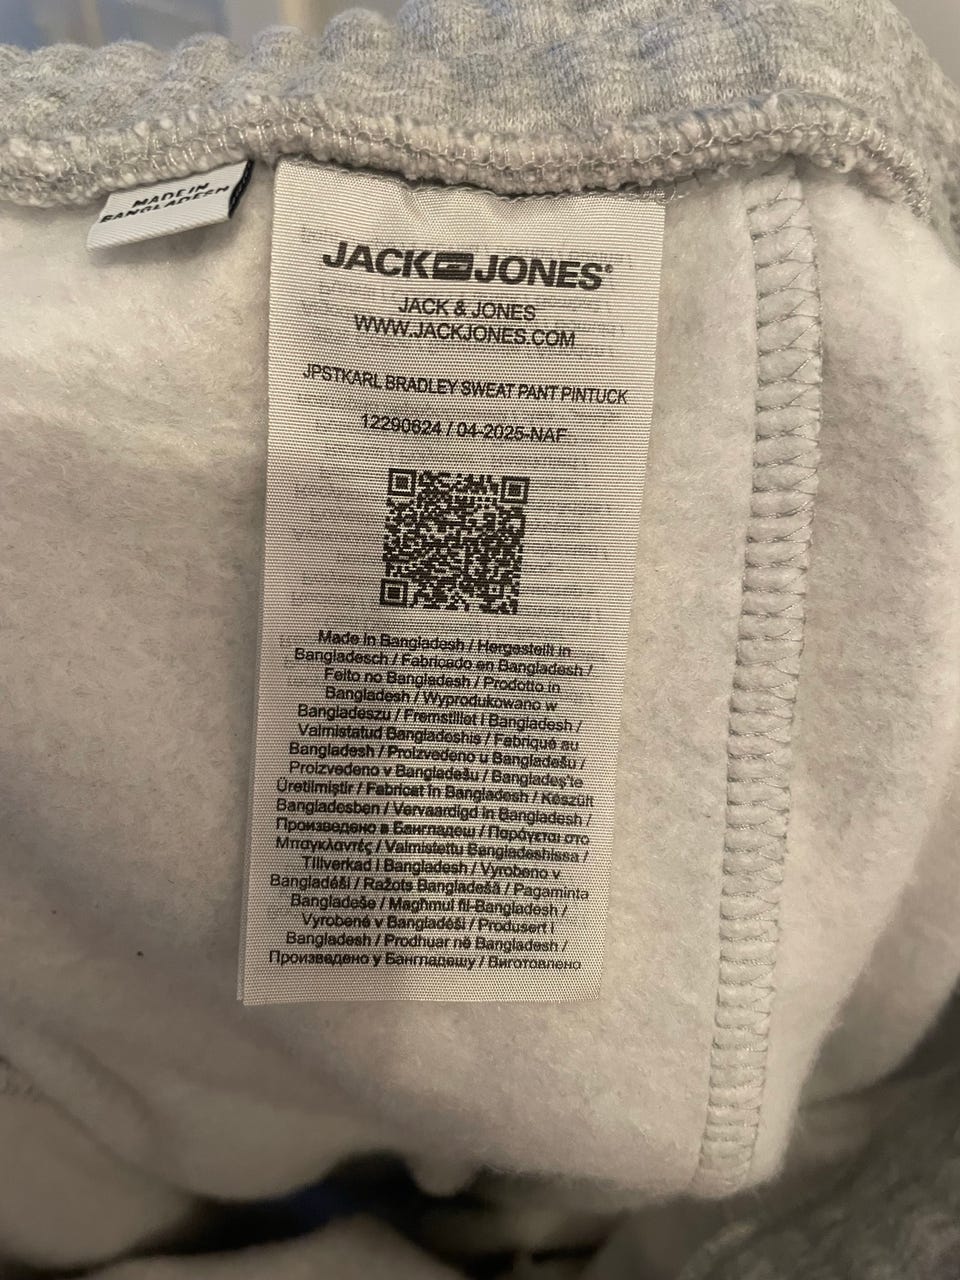 MADE IN
BANGLADESH
JACK JONES®
JACK & JONES
WWW.JACKJONES.COM
JPSTKARL BRADLEY SWEAT PANT PINTUCK
12290624 / 04-2025-NAF
Made in Bangladesh / Hergestellt in
Bangladesch / Fabricado en Bangladesh /
Feito no Bangladesh / Prodotto in
Bangladesh / Wyprodukowano w
Bangladeszu / Fremstillet i Bangladesh /
Valmistatud Bangladeshis / Fabriqué au
Bangladesh / Proizvedeno u Bangladešu /
Proizvedeno v Bangladešu / Bangladeş'te
Üretilmiştir / Fabricat în Bangladesh / Készült
Bangladesben / Vervaardigd in Bangladesh /
Произведено в Бангладеш / Παράγεται στο
Μπαγκλαντές / Valmistettu Bangladeshissa /
Tillverkad i Bangladesh / Vyrobeno v
Bangladéši / Ražots Bangladešā / Pagaminta
Bangladeše / Magħmul fil-Bangladesh /
Vyrobené v Bangladéši / Produsert i
Bangladesh / Prodhuar në Bangladesh /
Произведено у Бангладешу / Виготовлено